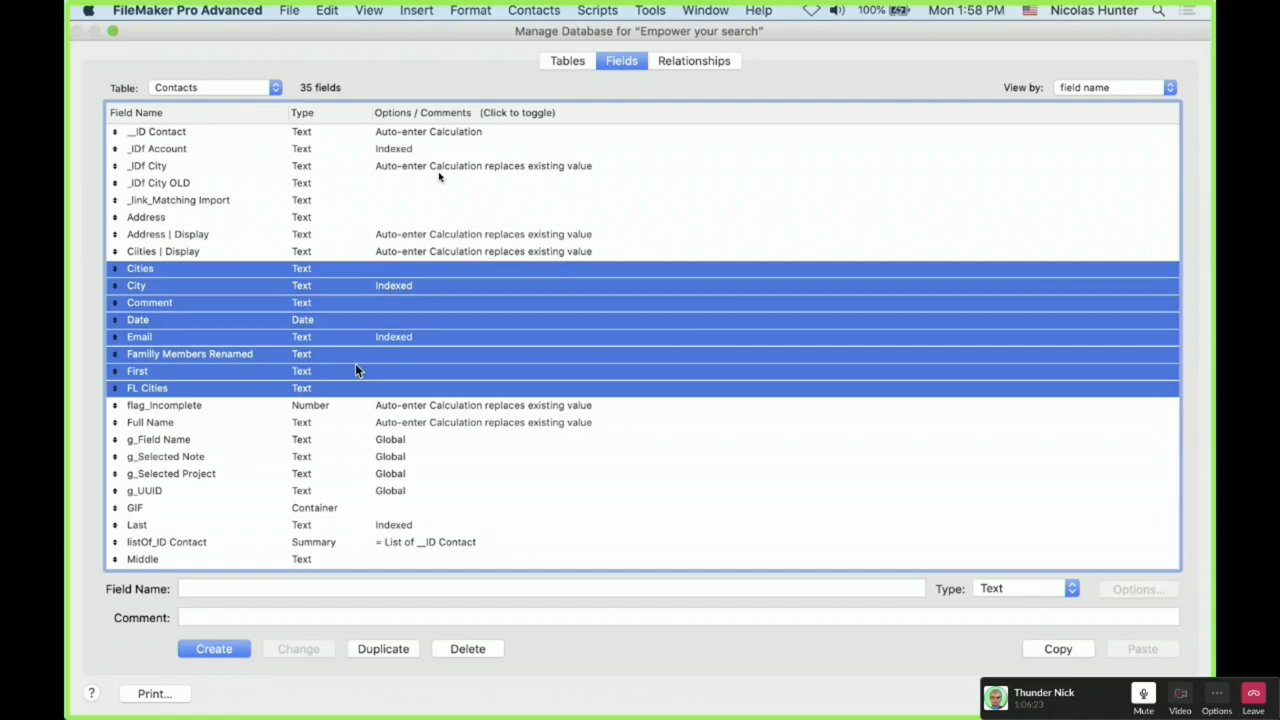 FileMaker Pro Advanced File Edit View Insert Format Contacts Scripts Tools Window Help 100% Mon 1:58 PM Nicolas Hunter
Manage Database for “Empower your search”
Tables Fields Relationships
Table: Contacts 35 fields View by: field name
Field Name Type Options / Comments (Click to toggle)
__ID Contact Text Auto-enter Calculation
_IDf Account Text Indexed
_IDf City Text Auto-enter Calculation replaces existing value
_IDf City OLD Text
_link_Matching Import Text
Address Text
Address | Display Text Auto-enter Calculation replaces existing value
Ciities | Display Text Auto-enter Calculation replaces existing value
Cities Text
City Text Indexed
Comment Text
Date Date
Email Text Indexed
Familly Members Renamed Text
First Text
FL Cities Text
flag_Incomplete Number Auto-enter Calculation replaces existing value
Full Name Text Auto-enter Calculation replaces existing value
g_Field Name Text Global
g_Selected Note Text Global
g_Selected Project Text Global
g_UUID Text Global
GIF Container
Last Text Indexed
listOf_ID Contact Summary = List of __ID Contact
Middle Text
Field Name: Type: Text Options...
Comment:
Create Change Duplicate Delete Copy Paste
? Print...
Thunder Nick
1:06:23
Mute Video Options Leave